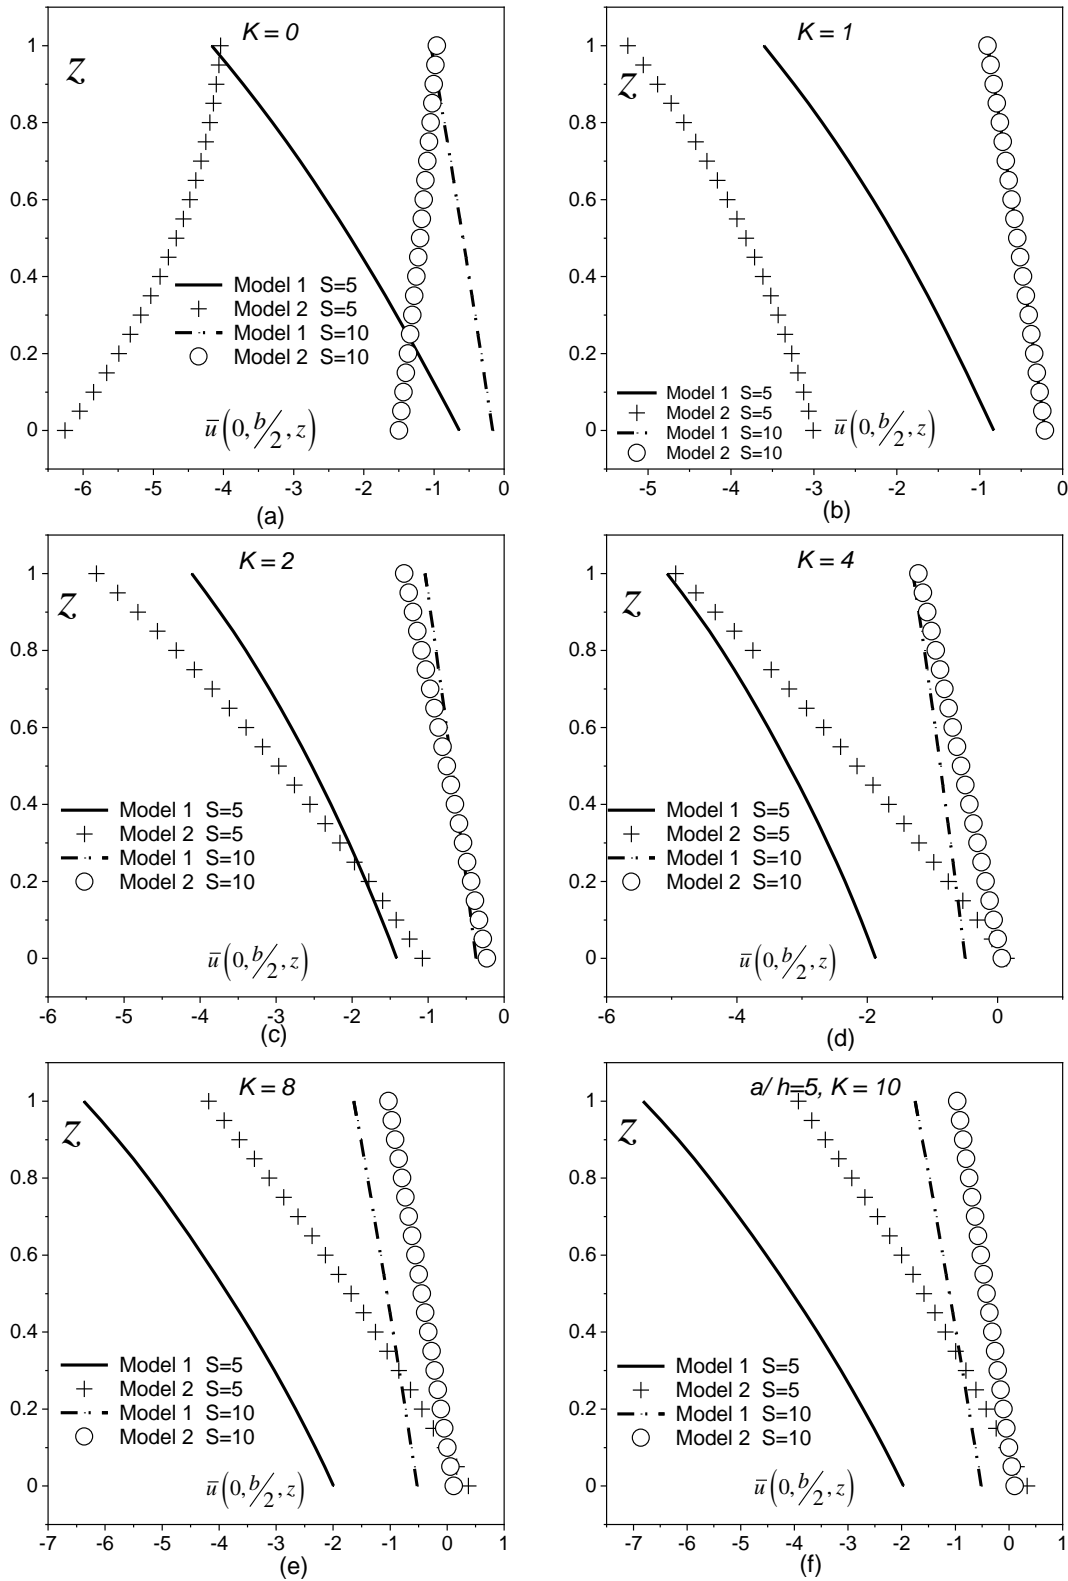 K = 0
z
1
0.8
0.6
0.4
0.2
0
Model 1 S=5
Model 2 S=5
Model 1 S=10
Model 2 S=10
u̅(0, b/2, z)
-6 -5 -4 -3 -2 -1 0
(a)
K = 1
z
1
0.8
0.6
0.4
0.2
0
Model 1 S=5
Model 2 S=5
Model 1 S=10
Model 2 S=10
u̅(0, b/2, z)
-5 -4 -3 -2 -1 0
(b)
K = 2
z
1
0.8
0.6
0.4
0.2
0
Model 1 S=5
Model 2 S=5
Model 1 S=10
Model 2 S=10
u̅(0, b/2, z)
-6 -5 -4 -3 -2 -1 0
(c)
K = 4
z
1
0.8
0.6
0.4
0.2
0
Model 1 S=5
Model 2 S=5
Model 1 S=10
Model 2 S=10
u̅(0, b/2, z)
-6 -4 -2 0
(d)
K = 8
z
1
0.8
0.6
0.4
0.2
0
Model 1 S=5
Model 2 S=5
Model 1 S=10
Model 2 S=10
u̅(0, b/2, z)
-7 -6 -5 -4 -3 -2 -1 0 1
(e)
a/ h=5, K = 10
z
1
0.8
0.6
0.4
0.2
0
Model 1 S=5
Model 2 S=5
Model 1 S=10
Model 2 S=10
u̅(0, b/2, z)
-7 -6 -5 -4 -3 -2 -1 0 1
(f)